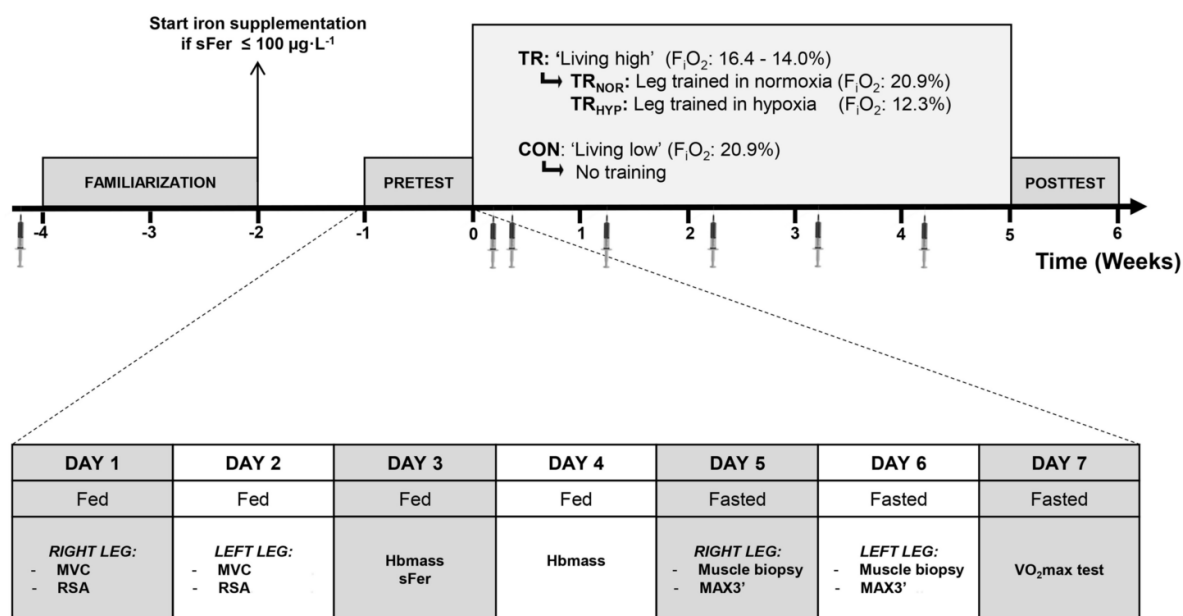 Start iron supplementation
if sFer ≤ 100 µg·L⁻¹
TR: 'Living high' (FᵢO₂: 16.4 - 14.0%)
TR_NOR: Leg trained in normoxia (FᵢO₂: 20.9%)
TR_HYP: Leg trained in hypoxia (FᵢO₂: 12.3%)
CON: 'Living low' (FᵢO₂: 20.9%)
No training
FAMILIARIZATION
PRETEST
POSTTEST
-4 -3 -2 -1 0 1 2 3 4 5 6
Time (Weeks)
DAY 1 DAY 2 DAY 3 DAY 4 DAY 5 DAY 6 DAY 7
Fed Fed Fed Fed Fasted Fasted Fasted
RIGHT LEG:
- MVC
- RSA
LEFT LEG:
- MVC
- RSA
Hbmass
sFer
Hbmass
RIGHT LEG:
- Muscle biopsy
- MAX3'
LEFT LEG:
- Muscle biopsy
- MAX3'
VO₂max test